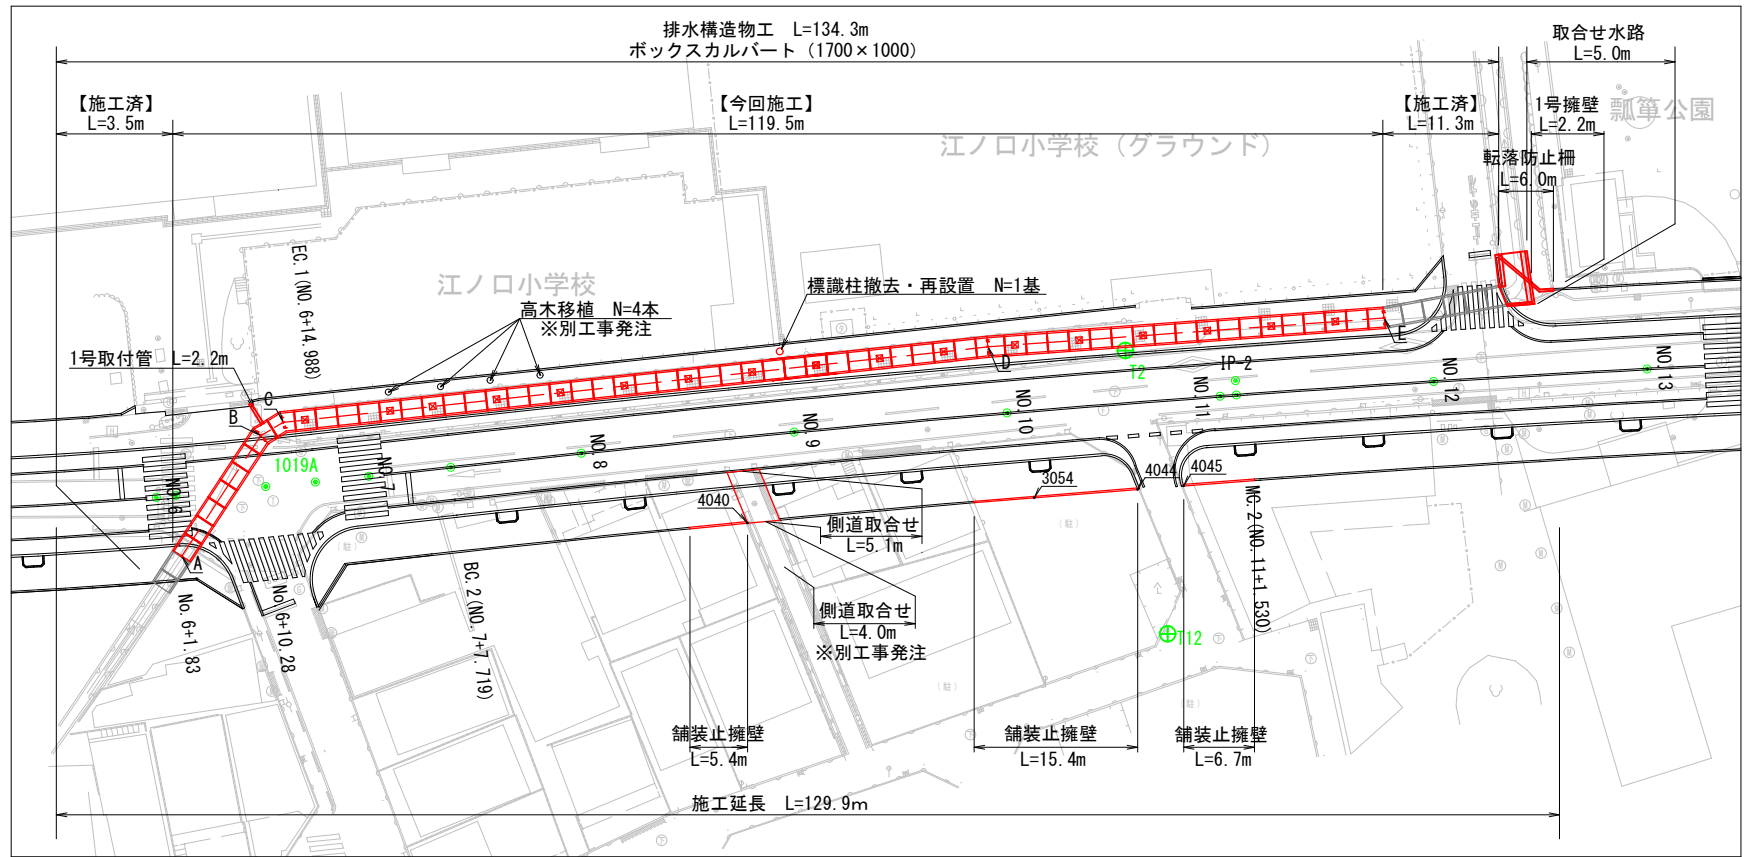 排水構造物工　L=134.3m
ボックスカルバート（1700×1000）
取合せ水路
L=5.0m
【施工済】
L=3.5m
【今回施工】
L=119.5m
【施工済】
L=11.3m
1号擁壁
L=2.2m
瓢箪公園
転落防止柵
L=6.0m
江ノ口小学校（グラウンド）
江ノ口小学校
EC.1(NO.6+14.988)
標識柱撤去・再設置　N=1基
高木移植　N=4本
※別工事発注
1号取付管　L=2.2m
A
B
C
D
E
T2
IP-2
1019A
NO.6
NO.7
NO.8
NO.9
NO.10
NO.11
NO.12
NO.13
4040
3054
4044
4045
側道取合せ
L=5.1m
側道取合せ
L=4.0m
※別工事発注
No.6+1.83
No.6+10.28
BC.2(NO.7+7.719)
MC.2(NO.11+1.530)
T12
（駐）
（駐）
（駐）
（駐）
舗装止擁壁
L=5.4m
舗装止擁壁
L=15.4m
舗装止擁壁
L=6.7m
施工延長　L=129.9m